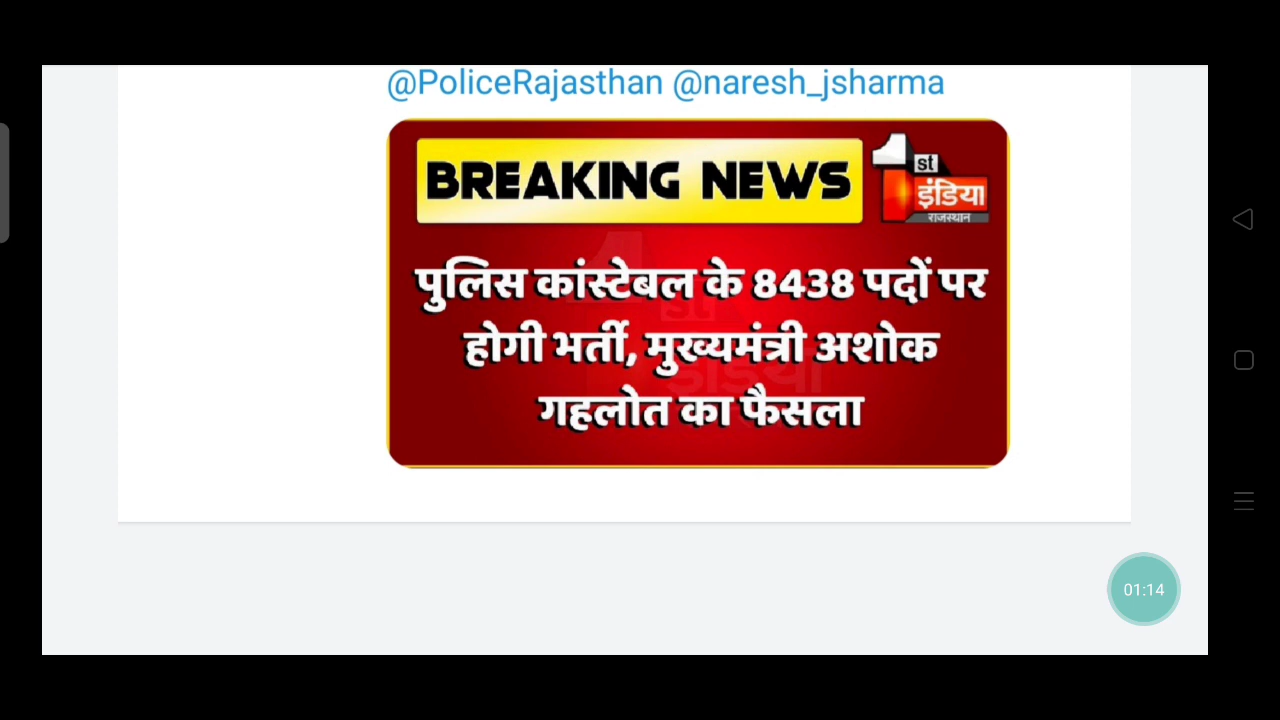 @PoliceRajasthan @naresh_jsharma
BREAKING NEWS
1st
इंडिया
राजस्थान
पुलिस कांस्टेबल के 8438 पदों पर
होगी भर्ती, मुख्यमंत्री अशोक
गहलोत का फैसला
01:14